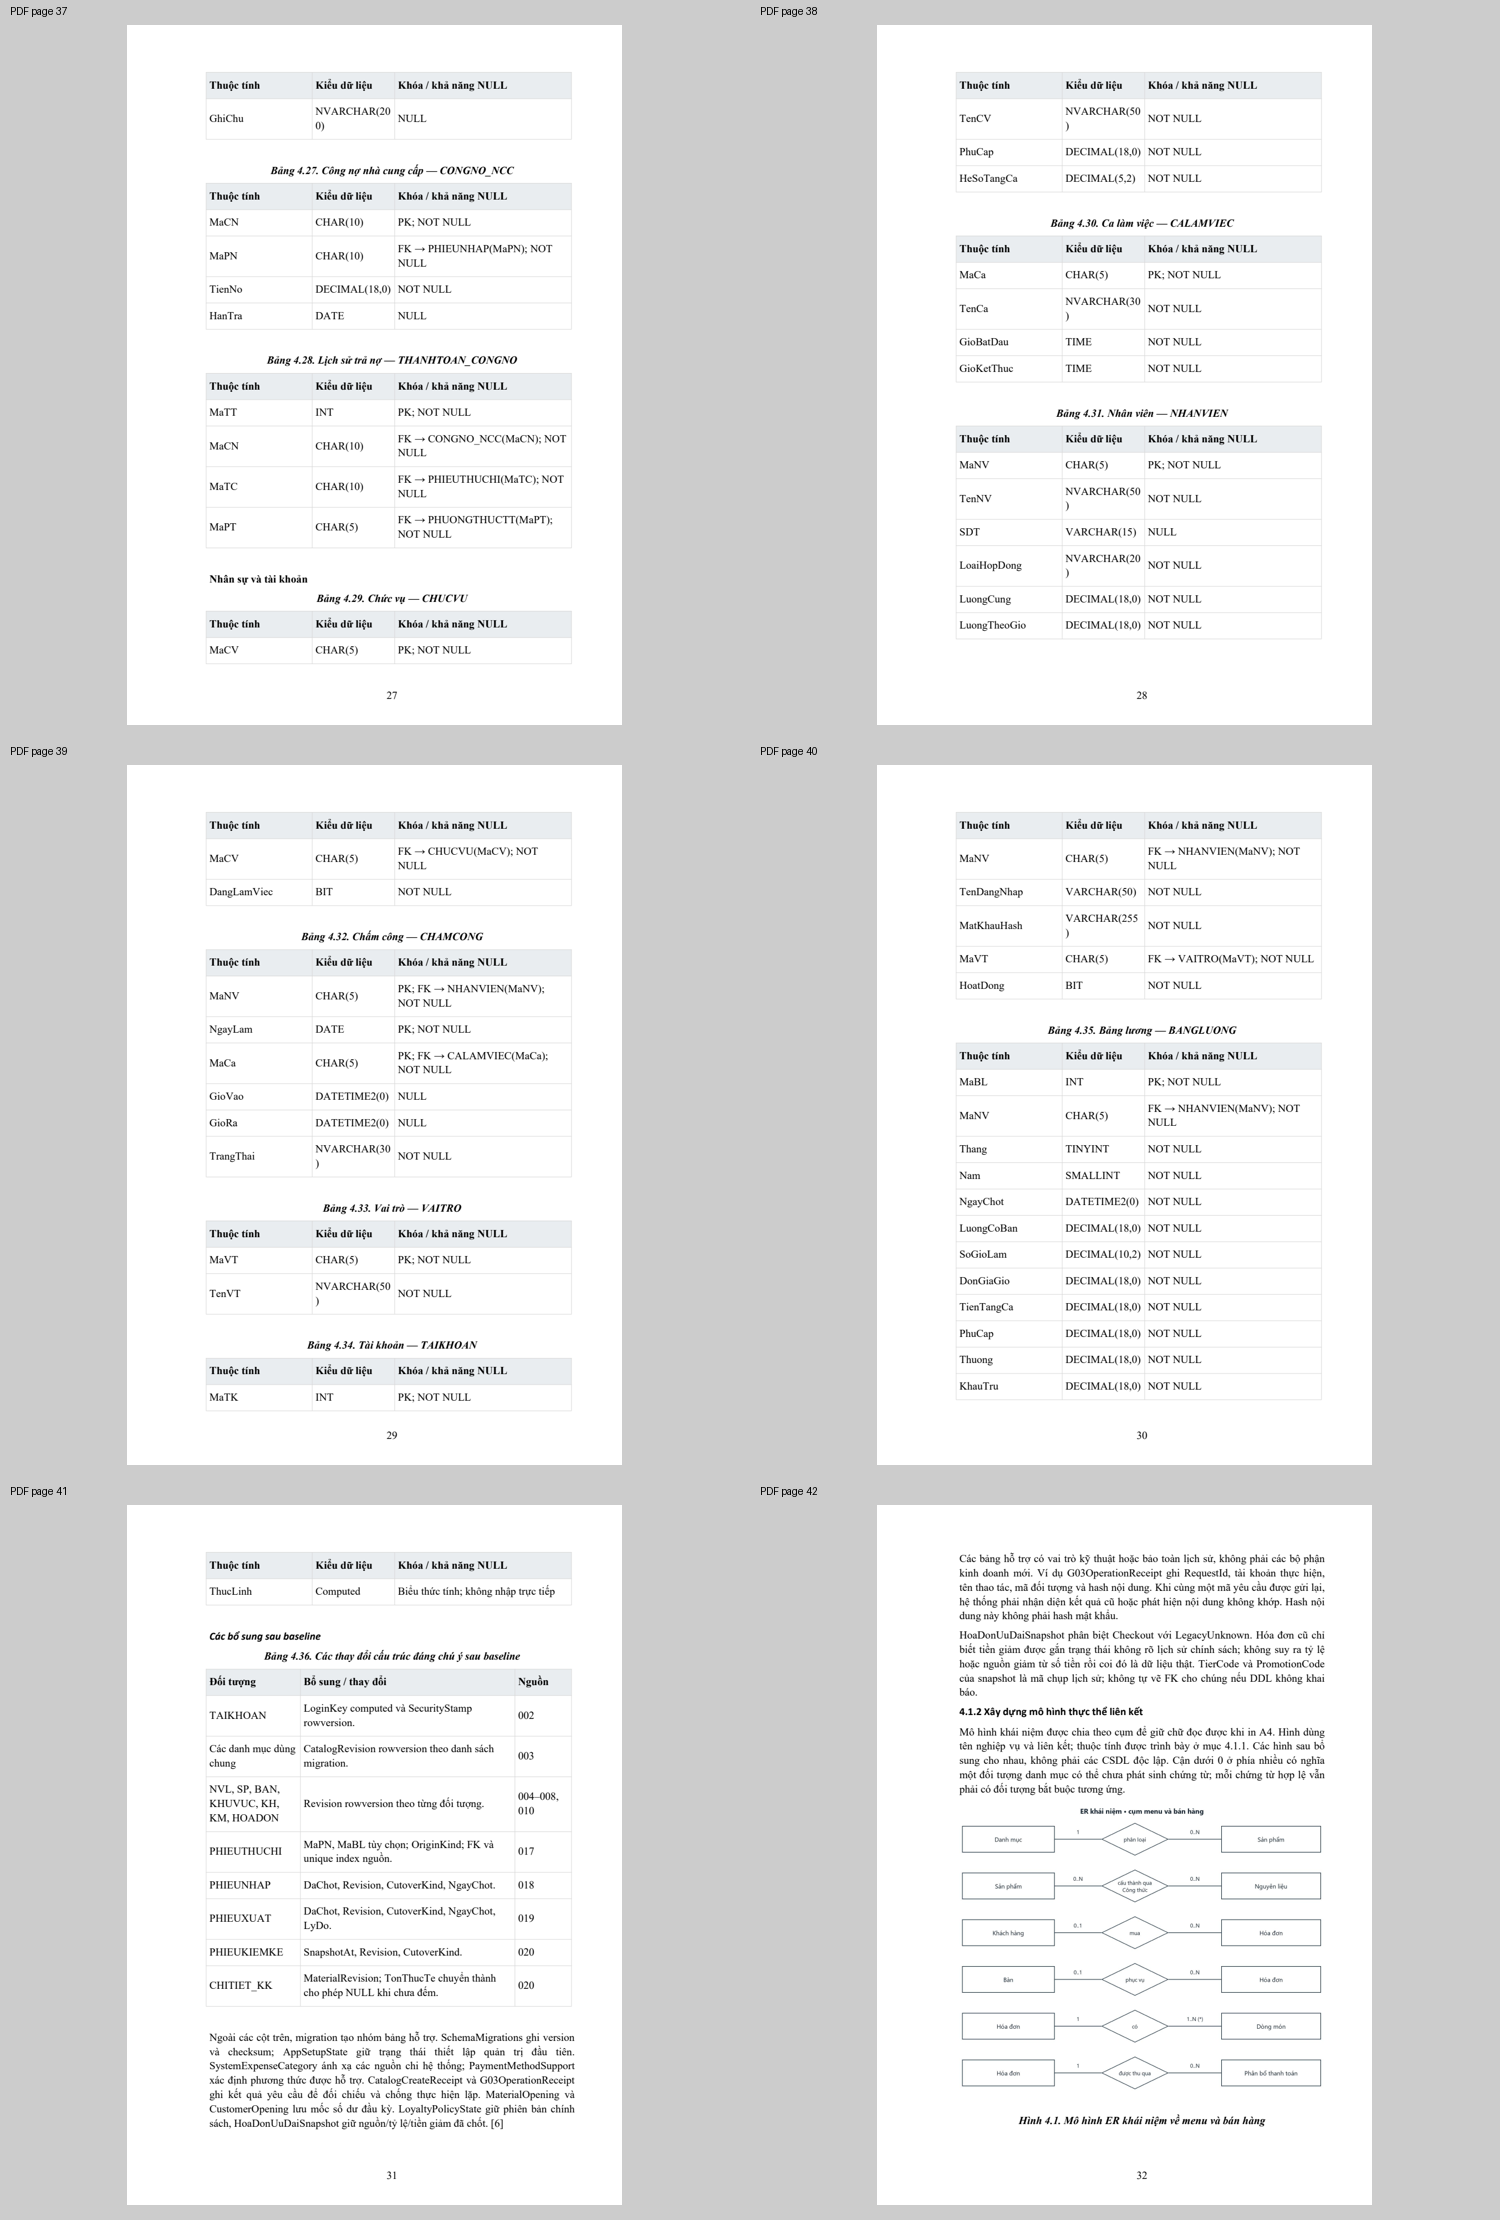 PDF page 37
Thuộc tính Kiểu dữ liệu Khóa / khả năng NULL
GhiChu NVARCHAR(20 NULL
0)
Bảng 4.27. Công nợ nhà cung cấp — CONGNO_NCC
Thuộc tính Kiểu dữ liệu Khóa / khả năng NULL
MaCN CHAR(10) PK; NOT NULL
MaPN CHAR(10) FK → PHIEUNHAP(MaPN); NOT
NULL
TienNo DECIMAL(18,0) NOT NULL
HanTra DATE NULL
Bảng 4.28. Lịch sử trả nợ — THANHTOAN_CONGNO
Thuộc tính Kiểu dữ liệu Khóa / khả năng NULL
MaTT INT PK; NOT NULL
MaCN CHAR(10) FK → CONGNO_NCC(MaCN); NOT
NULL
MaTC CHAR(10) FK → PHIEUTHUCHI(MaTC); NOT
NULL
MaPT CHAR(5) FK → PHUONGTHUCTT(MaPT);
NOT NULL
Nhân sự và tài khoản
Bảng 4.29. Chức vụ — CHUCVU
Thuộc tính Kiểu dữ liệu Khóa / khả năng NULL
MaCV CHAR(5) PK; NOT NULL
27
PDF page 38
Thuộc tính Kiểu dữ liệu Khóa / khả năng NULL
TenCV NVARCHAR(50 NOT NULL
)
PhuCap DECIMAL(18,0) NOT NULL
HeSoTangCa DECIMAL(5,2) NOT NULL
Bảng 4.30. Ca làm việc — CALAMVIEC
Thuộc tính Kiểu dữ liệu Khóa / khả năng NULL
MaCa CHAR(5) PK; NOT NULL
TenCa NVARCHAR(30 NOT NULL
)
GioBatDau TIME NOT NULL
GioKetThuc TIME NOT NULL
Bảng 4.31. Nhân viên — NHANVIEN
Thuộc tính Kiểu dữ liệu Khóa / khả năng NULL
MaNV CHAR(5) PK; NOT NULL
TenNV NVARCHAR(50 NOT NULL
)
SDT VARCHAR(15) NULL
LoaiHopDong NVARCHAR(20 NOT NULL
)
LuongCung DECIMAL(18,0) NOT NULL
LuongTheoGio DECIMAL(18,0) NOT NULL
28
PDF page 39
Thuộc tính Kiểu dữ liệu Khóa / khả năng NULL
MaCV CHAR(5) FK → CHUCVU(MaCV); NOT
NULL
DangLamViec BIT NOT NULL
Bảng 4.32. Chấm công — CHAMCONG
Thuộc tính Kiểu dữ liệu Khóa / khả năng NULL
MaNV CHAR(5) PK; FK → NHANVIEN(MaNV);
NOT NULL
NgayLam DATE PK; NOT NULL
MaCa CHAR(5) PK; FK → CALAMVIEC(MaCa);
NOT NULL
GioVao DATETIME2(0) NULL
GioRa DATETIME2(0) NULL
TrangThai NVARCHAR(30 NOT NULL
)
Bảng 4.33. Vai trò — VAITRO
Thuộc tính Kiểu dữ liệu Khóa / khả năng NULL
MaVT CHAR(5) PK; NOT NULL
TenVT NVARCHAR(50 NOT NULL
)
Bảng 4.34. Tài khoản — TAIKHOAN
Thuộc tính Kiểu dữ liệu Khóa / khả năng NULL
MaTK INT PK; NOT NULL
29
PDF page 40
Thuộc tính Kiểu dữ liệu Khóa / khả năng NULL
MaNV CHAR(5) FK → NHANVIEN(MaNV); NOT
NULL
TenDangNhap VARCHAR(50) NOT NULL
MatKhauHash VARCHAR(255 NOT NULL
)
MaVT CHAR(5) FK → VAITRO(MaVT); NOT NULL
HoatDong BIT NOT NULL
Bảng 4.35. Bảng lương — BANGLUONG
Thuộc tính Kiểu dữ liệu Khóa / khả năng NULL
MaBL INT PK; NOT NULL
MaNV CHAR(5) FK → NHANVIEN(MaNV); NOT
NULL
Thang TINYINT NOT NULL
Nam SMALLINT NOT NULL
NgayChot DATETIME2(0) NOT NULL
LuongCoBan DECIMAL(18,0) NOT NULL
SoGioLam DECIMAL(10,2) NOT NULL
DonGiaGio DECIMAL(18,0) NOT NULL
TienTangCa DECIMAL(18,0) NOT NULL
PhuCap DECIMAL(18,0) NOT NULL
Thuong DECIMAL(18,0) NOT NULL
KhauTru DECIMAL(18,0) NOT NULL
30
PDF page 41
Thuộc tính Kiểu dữ liệu Khóa / khả năng NULL
ThucLinh Computed Biểu thức tính; không nhập trực tiếp
Các bổ sung sau baseline
Bảng 4.36. Các thay đổi cấu trúc đáng chú ý sau baseline
Đối tượng Bổ sung / thay đổi Nguồn
TAIKHOAN LoginKey computed và SecurityStamp 002
rowversion.
Các danh mục dùng CatalogRevision rowversion theo danh sách 003
chung migration.
NVL, SP, BAN, Revision rowversion theo từng đối tượng. 004–008,
KHUVUC, KH, 010
KM, HOADON
PHIEUTHUCHI MaPN, MaBL tùy chọn; OriginKind; FK và 017
unique index nguồn.
PHIEUNHAP DaChot, Revision, CutoverKind, NgayChot. 018
PHIEUXUAT DaChot, Revision, CutoverKind, NgayChot, 019
LyDo.
PHIEUKIEMKE SnapshotAt, Revision, CutoverKind. 020
CHITIET_KK MaterialRevision; TonThucTe chuyển thành 020
cho phép NULL khi chưa đếm.
Ngoài các cột trên, migration tạo nhóm bảng hỗ trợ. SchemaMigrations ghi version
và checksum; AppSetupState giữ trạng thái thiết lập quản trị đầu tiên.
SystemExpenseCategory ánh xạ các nguồn chi hệ thống; PaymentMethodSupport
xác định phương thức được hỗ trợ. CatalogCreateReceipt và G03OperationReceipt
ghi kết quả yêu cầu để đối chiếu và chống thực hiện lặp. MaterialOpening và
CustomerOpening lưu mốc số dư đầu kỳ. LoyaltyPolicyState giữ phiên bản chính
sách, HoaDonUuDaiSnapshot giữ nguồn/tỷ lệ/tiền giảm đã chốt. [6]
31
PDF page 42
Các bảng hỗ trợ có vai trò kỹ thuật hoặc bảo toàn lịch sử, không phải các bộ phận
kinh doanh mới. Ví dụ G03OperationReceipt ghi RequestId, tài khoản thực hiện,
tên thao tác, mã đối tượng và hash nội dung. Khi cùng một mã yêu cầu được gửi lại,
hệ thống phải nhận diện kết quả cũ hoặc phát hiện nội dung không khớp. Hash nội
dung này không phải hash mật khẩu.
HoaDonUuDaiSnapshot phân biệt Checkout với LegacyUnknown. Hóa đơn cũ chỉ
biết tiền giảm được gắn trạng thái không rõ lịch sử chính sách; không suy ra tỷ lệ
hoặc nguồn giảm từ số tiền rồi coi đó là dữ liệu thật. TierCode và PromotionCode
của snapshot là mã chụp lịch sử; không tự vẽ FK cho chúng nếu DDL không khai
báo.
4.1.2 Xây dựng mô hình thực thể liên kết
Mô hình khái niệm được chia theo cụm để giữ chữ đọc được khi in A4. Hình dùng
tên nghiệp vụ và liên kết; thuộc tính được trình bày ở mục 4.1.1. Các hình sau bổ
sung cho nhau, không phải các CSDL độc lập. Cận dưới 0 ở phía nhiều có nghĩa
một đối tượng danh mục có thể chưa phát sinh chứng từ; mỗi chứng từ hợp lệ vẫn
phải có đối tượng bắt buộc tương ứng.
ER khái niệm • cụm menu và bán hàng
Danh mục 1 phân loại 0..N Sản phẩm
Sản phẩm 0..N cấu thành qua 0..N Nguyên liệu
Công thức
Khách hàng 0..1 mua 0..N Hóa đơn
Bàn 0..1 phục vụ 0..N Hóa đơn
Hóa đơn 1 có 1..N (*) Dòng món
Hóa đơn 1 được thu qua 0..N Phân bổ thanh toán
Hình 4.1. Mô hình ER khái niệm về menu và bán hàng
32